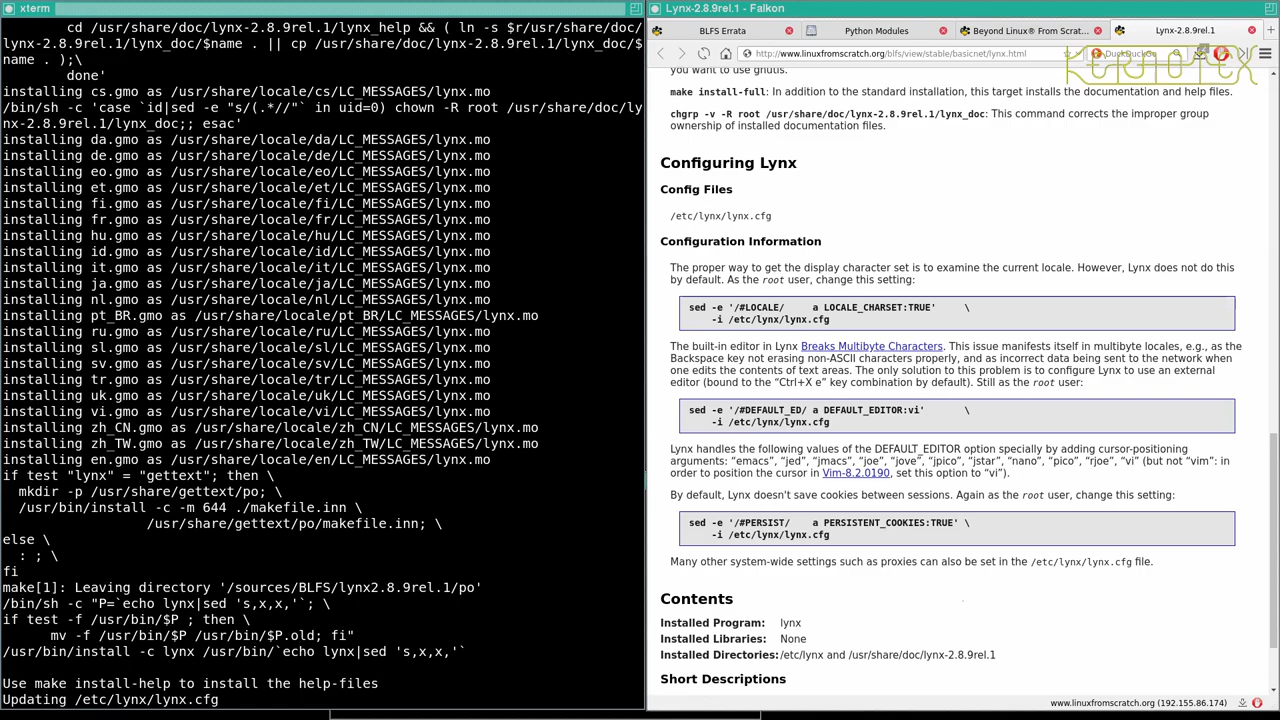 xterm
cd /usr/share/doc/lynx-2.8.9rel.1/lynx_help && ( ln -s $r/usr/share/doc/
lynx-2.8.9rel.1/lynx_doc/$name . || cp /usr/share/doc/lynx-2.8.9rel.1/lynx_doc/$
name . );\
done'
installing cs.gmo as /usr/share/locale/cs/LC_MESSAGES/lynx.mo
/bin/sh -c 'case `id|sed -e "s/(.*//"` in uid=0) chown -R root /usr/share/doc/ly
nx-2.8.9rel.1/lynx_doc;; esac'
installing da.gmo as /usr/share/locale/da/LC_MESSAGES/lynx.mo
installing de.gmo as /usr/share/locale/de/LC_MESSAGES/lynx.mo
installing eo.gmo as /usr/share/locale/eo/LC_MESSAGES/lynx.mo
installing et.gmo as /usr/share/locale/et/LC_MESSAGES/lynx.mo
installing fi.gmo as /usr/share/locale/fi/LC_MESSAGES/lynx.mo
installing fr.gmo as /usr/share/locale/fr/LC_MESSAGES/lynx.mo
installing hu.gmo as /usr/share/locale/hu/LC_MESSAGES/lynx.mo
installing id.gmo as /usr/share/locale/id/LC_MESSAGES/lynx.mo
installing it.gmo as /usr/share/locale/it/LC_MESSAGES/lynx.mo
installing ja.gmo as /usr/share/locale/ja/LC_MESSAGES/lynx.mo
installing nl.gmo as /usr/share/locale/nl/LC_MESSAGES/lynx.mo
installing pt_BR.gmo as /usr/share/locale/pt_BR/LC_MESSAGES/lynx.mo
installing ru.gmo as /usr/share/locale/ru/LC_MESSAGES/lynx.mo
installing sl.gmo as /usr/share/locale/sl/LC_MESSAGES/lynx.mo
installing sv.gmo as /usr/share/locale/sv/LC_MESSAGES/lynx.mo
installing tr.gmo as /usr/share/locale/tr/LC_MESSAGES/lynx.mo
installing uk.gmo as /usr/share/locale/uk/LC_MESSAGES/lynx.mo
installing vi.gmo as /usr/share/locale/vi/LC_MESSAGES/lynx.mo
installing zh_CN.gmo as /usr/share/locale/zh_CN/LC_MESSAGES/lynx.mo
installing zh_TW.gmo as /usr/share/locale/zh_TW/LC_MESSAGES/lynx.mo
installing en.gmo as /usr/share/locale/en/LC_MESSAGES/lynx.mo
if test "lynx" = "gettext"; then \
mkdir -p /usr/share/gettext/po; \
/usr/bin/install -c -m 644 ./makefile.inn \
/usr/share/gettext/po/makefile.inn; \
else \
: ; \
fi
make[1]: Leaving directory '/sources/BLFS/lynx2.8.9rel.1/po'
/bin/sh -c "P=`echo lynx|sed 's,x,x,'`; \
if test -f /usr/bin/$P ; then \
mv -f /usr/bin/$P /usr/bin/$P.old; fi"
/usr/bin/install -c lynx /usr/bin/`echo lynx|sed 's,x,x,'`
Use make install-help to install the help-files
Updating /etc/lynx/lynx.cfg
Lynx-2.8.9rel.1 - Falkon
BLFS Errata
Python Modules
Beyond Linux® From Scrat...
Lynx-2.8.9rel.1
http://www.linuxfromscratch.org/blfs/view/stable/basicnet/lynx.html
DuckDuckGo
KERNOTEX
you want to use gnutls.
make install-full: In addition to the standard installation, this target installs the documentation and help files.
chgrp -v -R root /usr/share/doc/lynx-2.8.9rel.1/lynx_doc: This command corrects the improper group
ownership of installed documentation files.
Configuring Lynx
Config Files
/etc/lynx/lynx.cfg
Configuration Information
The proper way to get the display character set is to examine the current locale. However, Lynx does not do this
by default. As the root user, change this setting:
sed -e '/#LOCALE/     a LOCALE_CHARSET:TRUE'     \
-i /etc/lynx/lynx.cfg
The built-in editor in Lynx Breaks Multibyte Characters. This issue manifests itself in multibyte locales, e.g., as the
Backspace key not erasing non-ASCII characters properly, and as incorrect data being sent to the network when
one edits the contents of text areas. The only solution to this problem is to configure Lynx to use an external
editor (bound to the “Ctrl+X e” key combination by default). Still as the root user:
sed -e '/#DEFAULT_ED/ a DEFAULT_EDITOR:vi'       \
-i /etc/lynx/lynx.cfg
Lynx handles the following values of the DEFAULT_EDITOR option specially by adding cursor-positioning
arguments: “emacs”, “jed”, “jmacs”, “joe”, “jove”, “jpico”, “jstar”, “nano”, “pico”, “rjoe”, “vi” (but not “vim”: in
order to position the cursor in Vim-8.2.0190, set this option to “vi”).
By default, Lynx doesn't save cookies between sessions. Again as the root user, change this setting:
sed -e '/#PERSIST/    a PERSISTENT_COOKIES:TRUE' \
-i /etc/lynx/lynx.cfg
Many other system-wide settings such as proxies can also be set in the /etc/lynx/lynx.cfg file.
Contents
Installed Program: lynx
Installed Libraries: None
Installed Directories: /etc/lynx and /usr/share/doc/lynx-2.8.9rel.1
Short Descriptions
www.linuxfromscratch.org (192.155.86.174)